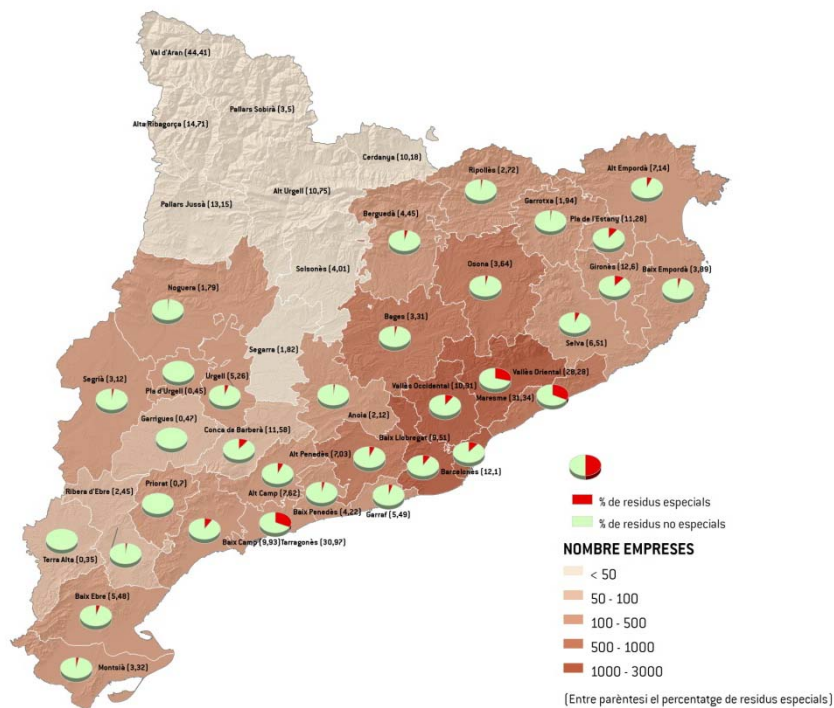 Val d'Aran (44,41)
Pallars Sobirà (3,5)
Alta Ribagorça (14,71)
Cerdanya (10,18)
Ripollès (2,72)
Alt Empordà (7,14)
Alt Urgell (10,75)
Pallars Jussà (13,15)
Garrotxa (1,94)
Berguedà (4,45)
Pla de l'Estany (11,28)
Osona (3,64)
Gironès (12,6)
Baix Empordà (3,89)
Solsonès (4,01)
Noguera (1,79)
Bages (3,31)
Selva (6,51)
Segarra (1,82)
Vallès Oriental (28,28)
Segrià (3,12)
Urgell (5,26)
Vallès Occidental (10,91)
Pla d'Urgell (0,45)
Maresme (31,34)
Anoia (2,12)
Garrigues (0,47)
Conca de Barberà (11,58)
Baix Llobregat (8,51)
Alt Penedès (7,03)
Barcelonès (12,1)
Priorat (0,7)
Ribera d'Ebre (2,45)
Alt Camp (7,62)
Baix Penedès (4,22)
Garraf (5,49)
Baix Camp (9,93)
Tarragonès (30,97)
Terra Alta (0,35)
Baix Ebre (5,48)
Montsià (3,32)
% de residus especials
% de residus no especials
NOMBRE EMPRESES
< 50
50 - 100
100 - 500
500 - 1000
1000 - 3000
(Entre parèntesi el percentatge de residus especials)